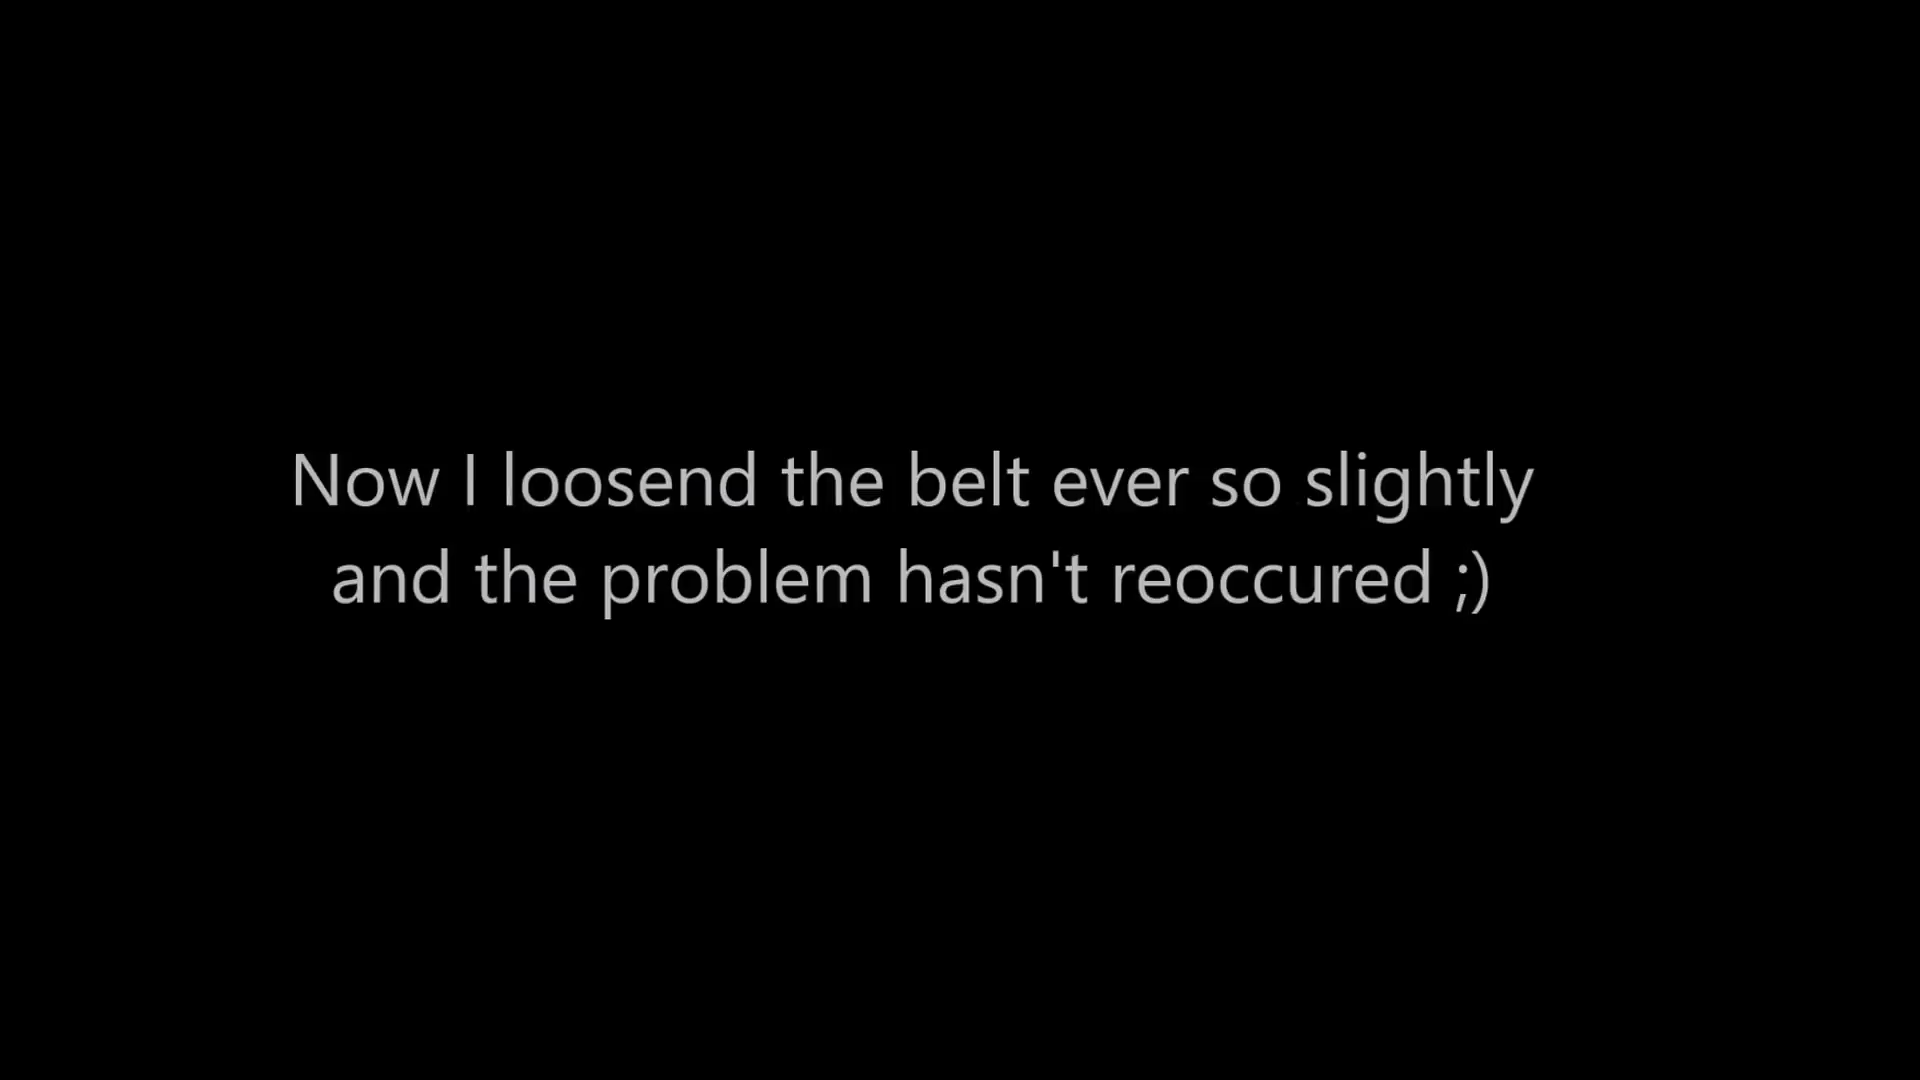 Now I loosend the belt ever so slightly
and the problem hasn't reoccured ;)